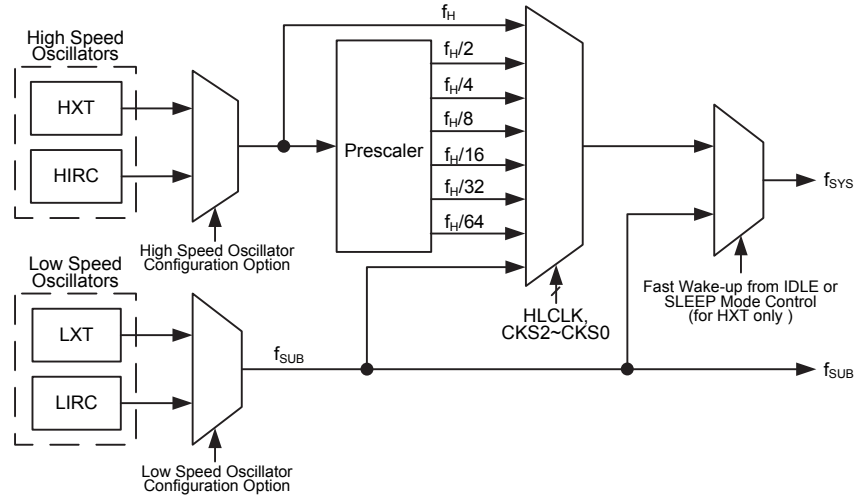 High Speed
Oscillators
HXT
HIRC
High Speed Oscillator
Configuration Option
fH
Prescaler
fH/2
fH/4
fH/8
fH/16
fH/32
fH/64
HLCLK,
CKS2~CKS0
fSYS
Fast Wake-up from IDLE or
SLEEP Mode Control
(for HXT only )
Low Speed
Oscillators
LXT
LIRC
Low Speed Oscillator
Configuration Option
fSUB
fSUB